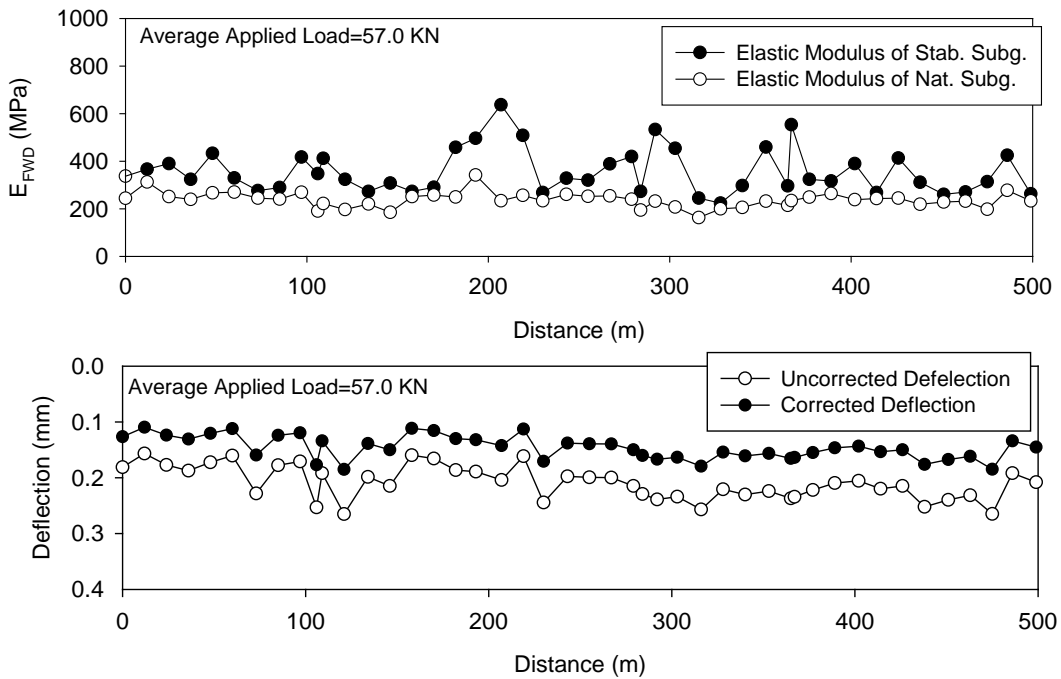 1000
800
600
400
200
0
E_FWD (MPa)
Average Applied Load=57.0 KN
Elastic Modulus of Stab. Subg.
Elastic Modulus of Nat. Subg.
0 100 200 300 400 500
Distance (m)
0.0
0.1
0.2
0.3
0.4
Deflection (mm)
Average Applied Load=57.0 KN
Uncorrected Defelection
Corrected Deflection
0 100 200 300 400 500
Distance (m)